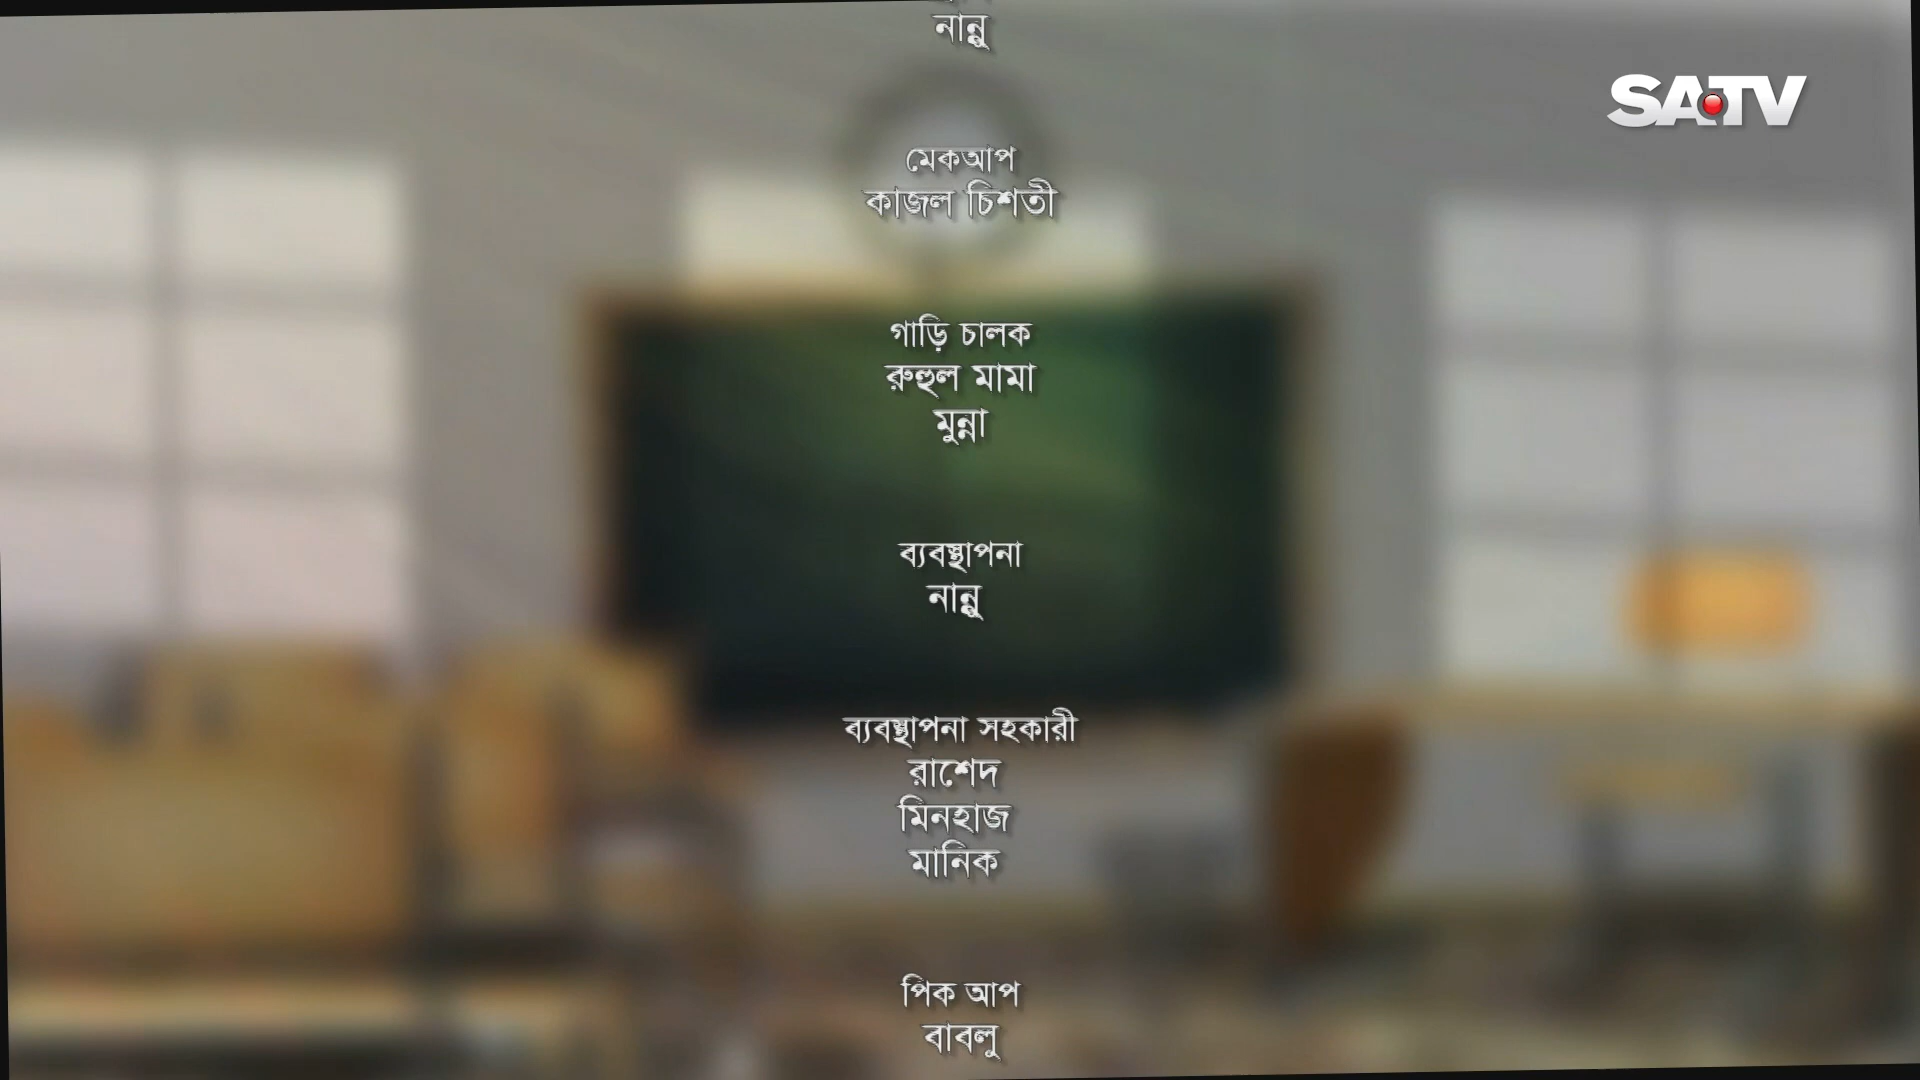 নান্নু
SATV
মেকআপ
কাজল চিশতী
গাড়ি চালক
রুহুল মামা
মুন্না
ব্যবস্থাপনা
নান্নু
ব্যবস্থাপনা সহকারী
রাশেদ
মিনহাজ
মানিক
পিক আপ
বাবলু